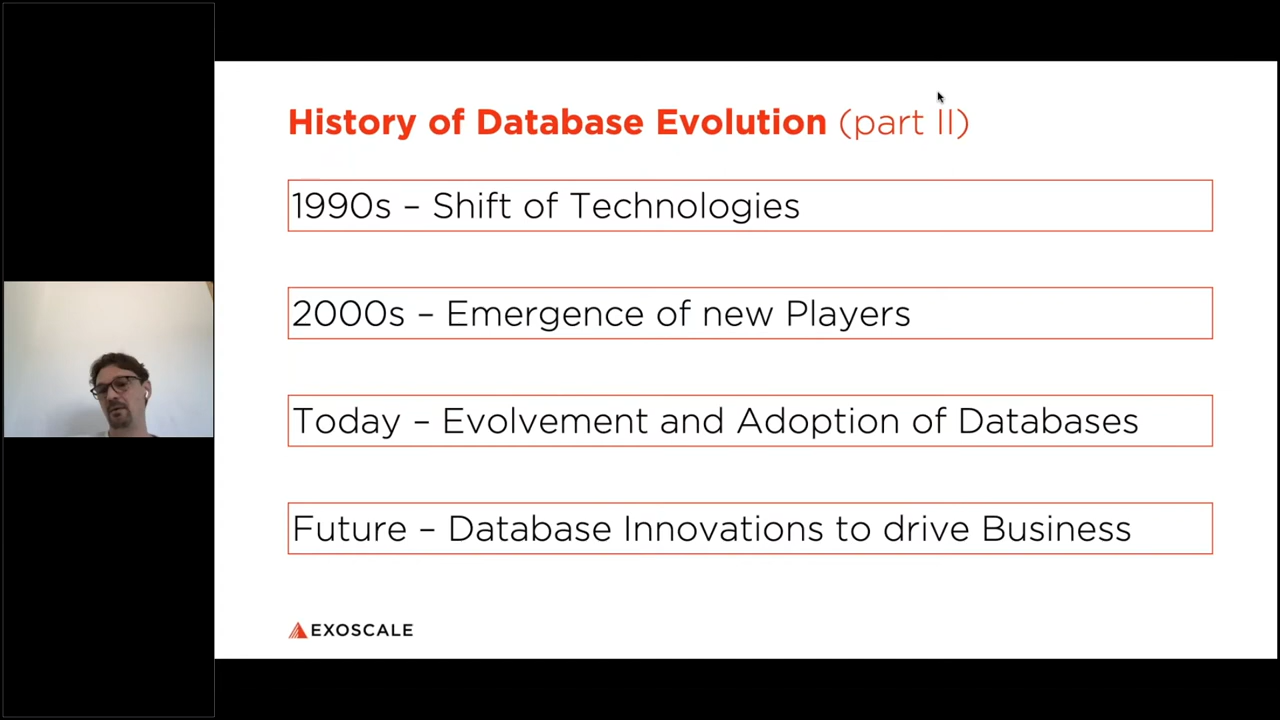 History of Database Evolution (part II)
1990s – Shift of Technologies
2000s – Emergence of new Players
Today – Evolvement and Adoption of Databases
Future – Database Innovations to drive Business
EXOSCALE